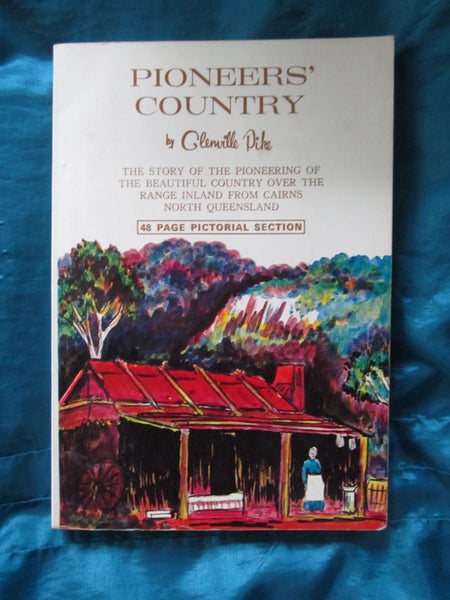 PIONEERS'
COUNTRY
by Glenville Pike
THE STORY OF THE PIONEERING OF
THE BEAUTIFUL COUNTRY OVER THE
RANGE INLAND FROM CAIRNS
NORTH QUEENSLAND
48 PAGE PICTORIAL SECTION